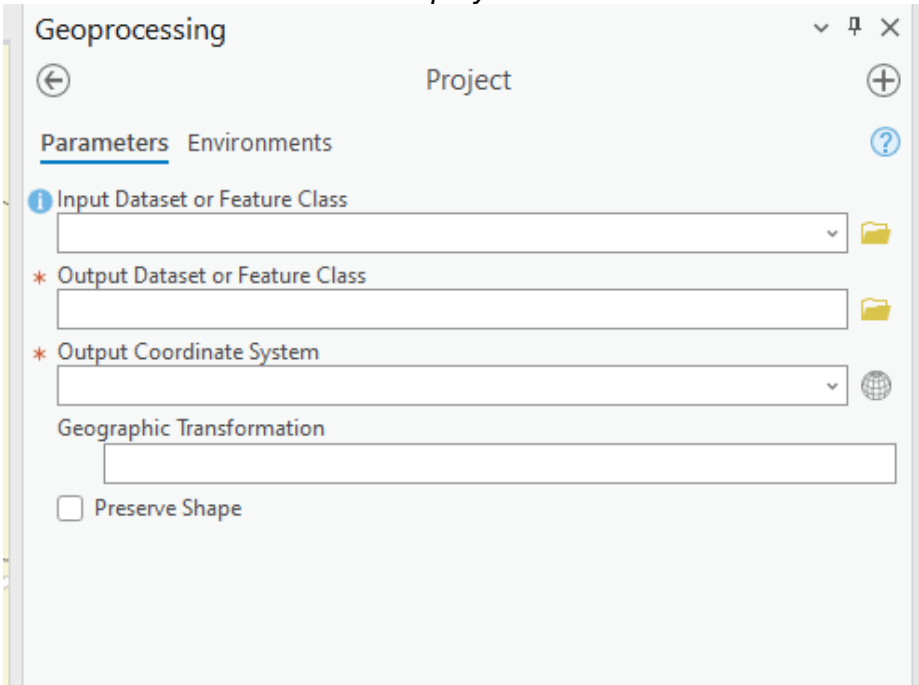 Geoprocessing
Project
Parameters Environments
Input Dataset or Feature Class
* Output Dataset or Feature Class
* Output Coordinate System
Geographic Transformation
Preserve Shape